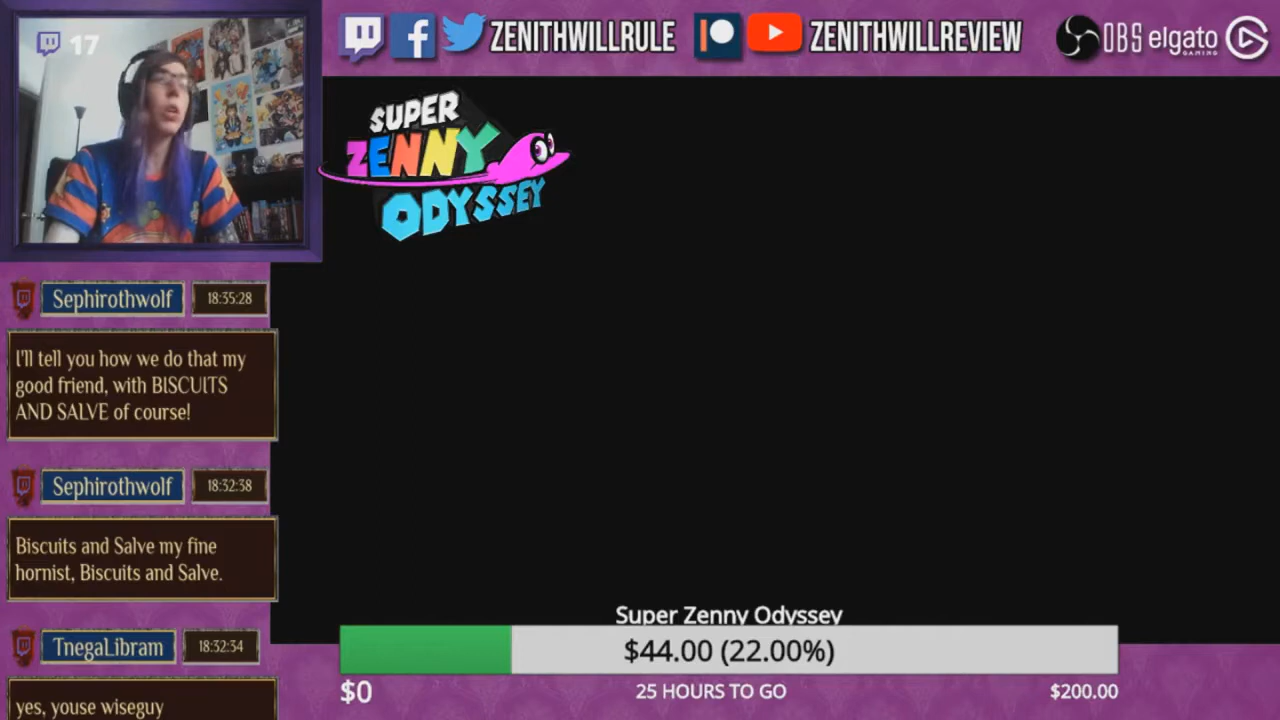 17
ZENITHWILLRULE
ZENITHWILLREVIEW
OBS
elgato
GAMING
SUPER
ZENNY
ODYSSEY
Sephirothwolf
18:35:28
I'll tell you how we do that my
good friend, with BISCUITS
AND SALVE of course!
Sephirothwolf
18:32:38
Biscuits and Salve my fine
hornist, Biscuits and Salve.
TnegaLibram
18:32:34
yes, youse wiseguy
Super Zenny Odyssey
$44.00 (22.00%)
$0
25 HOURS TO GO
$200.00